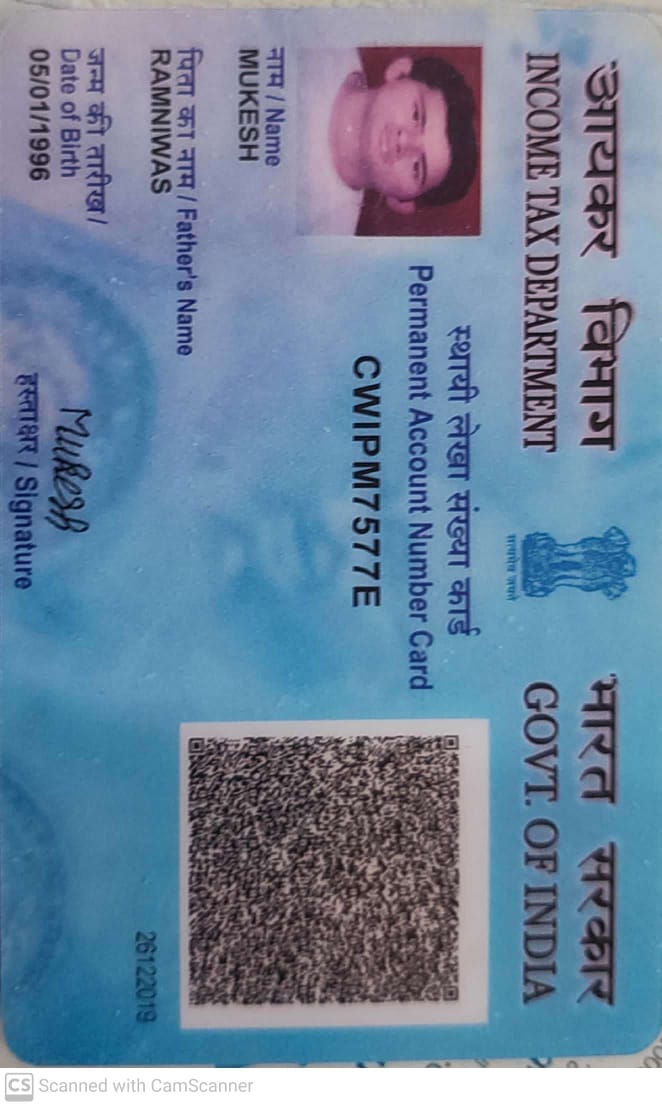 आयकर विभाग
INCOME TAX DEPARTMENT
भारत सरकार
GOVT. OF INDIA
सत्यमेव जयते
स्थायी लेखा संख्या कार्ड
Permanent Account Number Card
CWIPM7577E
नाम / Name
MUKESH
पिता का नाम / Father's Name
RAMNIWAS
जन्म की तारीख /
Date of Birth
05/01/1996
Mukesh
हस्ताक्षर / Signature
26122019
CS Scanned with CamScanner